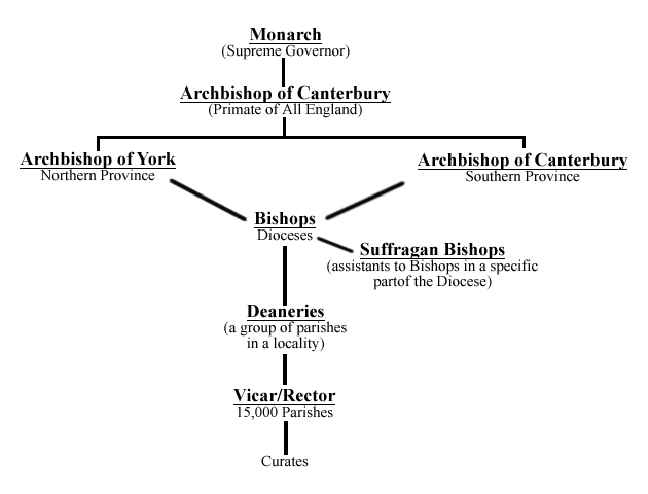 Monarch
(Supreme Governor)
Archbishop of Canterbury
(Primate of All England)
Archbishop of York
Northern Province
Archbishop of Canterbury
Southern Province
Bishops
Dioceses
Suffragan Bishops
(assistants to Bishops in a specific
partof the Diocese)
Deaneries
(a group of parishes
in a locality)
Vicar/Rector
15,000 Parishes
Curates